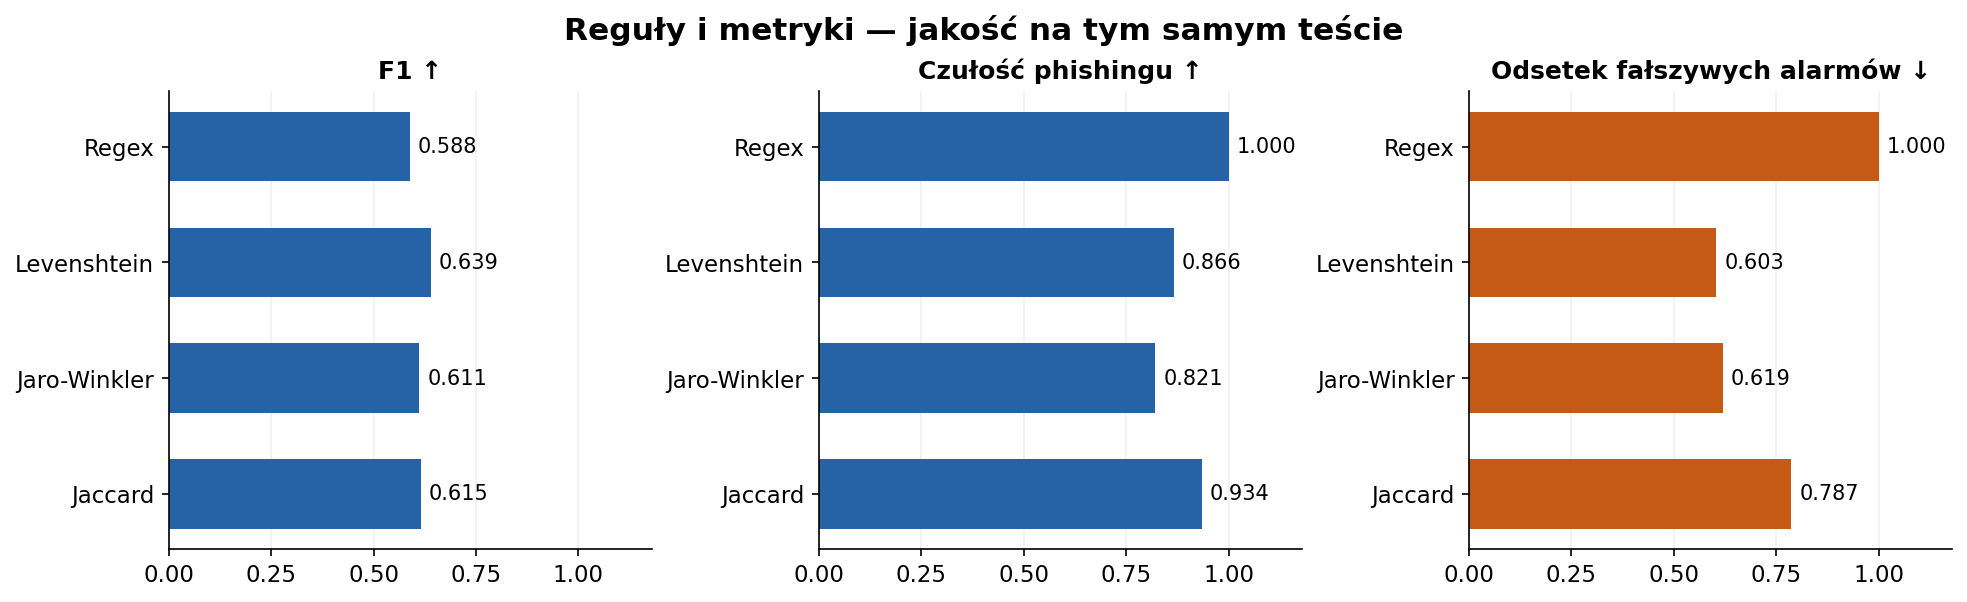 Reguły i metryki — jakość na tym samym teście
F1 ↑
Regex 0.588
Levenshtein 0.639
Jaro-Winkler 0.611
Jaccard 0.615
0.00 0.25 0.50 0.75 1.00
Czułość phishingu ↑
Regex 1.000
Levenshtein 0.866
Jaro-Winkler 0.821
Jaccard 0.934
0.00 0.25 0.50 0.75 1.00
Odsetek fałszywych alarmów ↓
Regex 1.000
Levenshtein 0.603
Jaro-Winkler 0.619
Jaccard 0.787
0.00 0.25 0.50 0.75 1.00